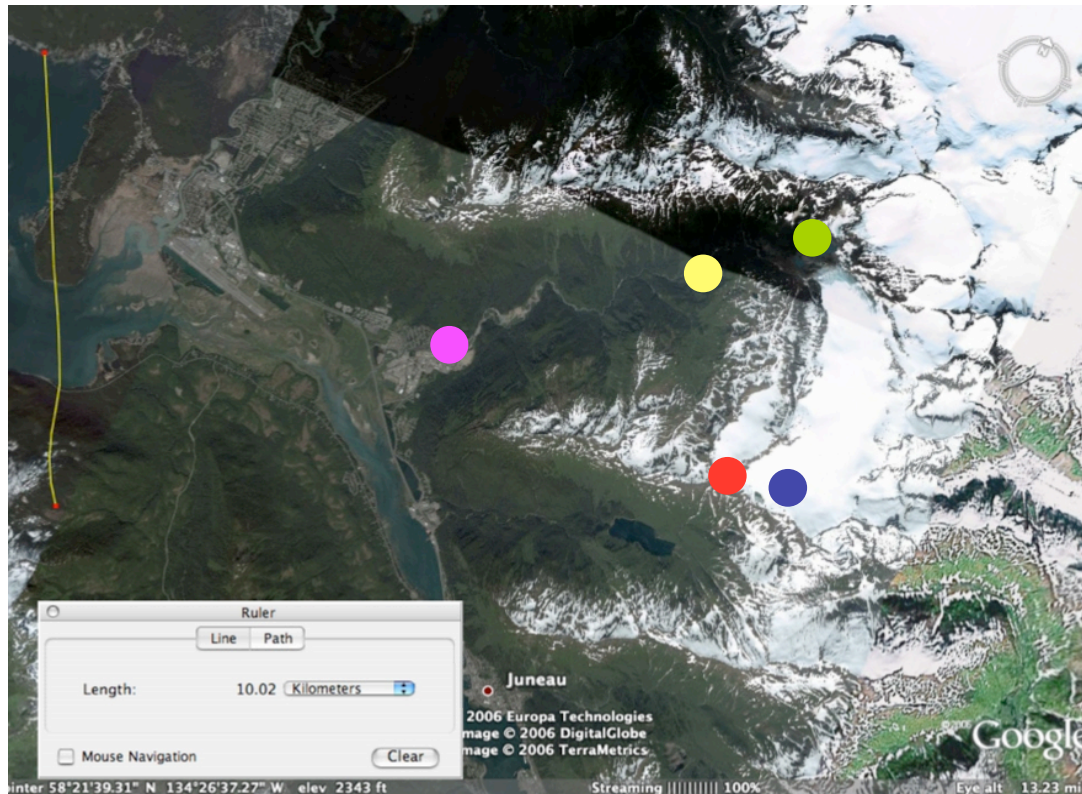 N
Ruler
Line Path
Length: 10.02 Kilometers
Juneau
2006 Europa Technologies
mage © 2006 DigitalGlobe
mage © 2006 TerraMetrics
Mouse Navigation Clear
©2006 Google
ointer 58°21'39.31" N 134°26'37.27" W elev 2343 ft Streaming ||||||||| 100% Eye alt 13.23 mi